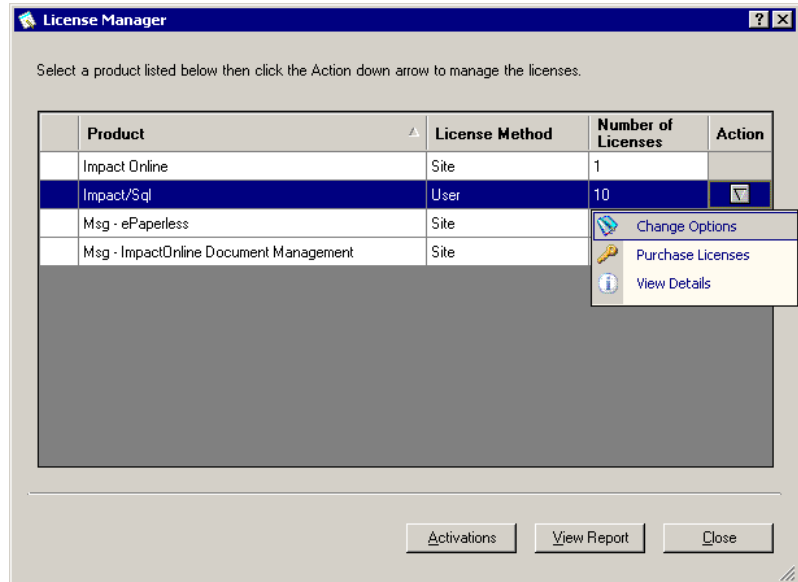 License Manager
Select a product listed below then click the Action down arrow to manage the licenses.
Product License Method Number of Licenses Action
Impact Online Site 1
Impact/Sql User 10
Msg - ePaperless Site
Msg - ImpactOnline Document Management Site
Change Options
Purchase Licenses
View Details
Activations View Report Close